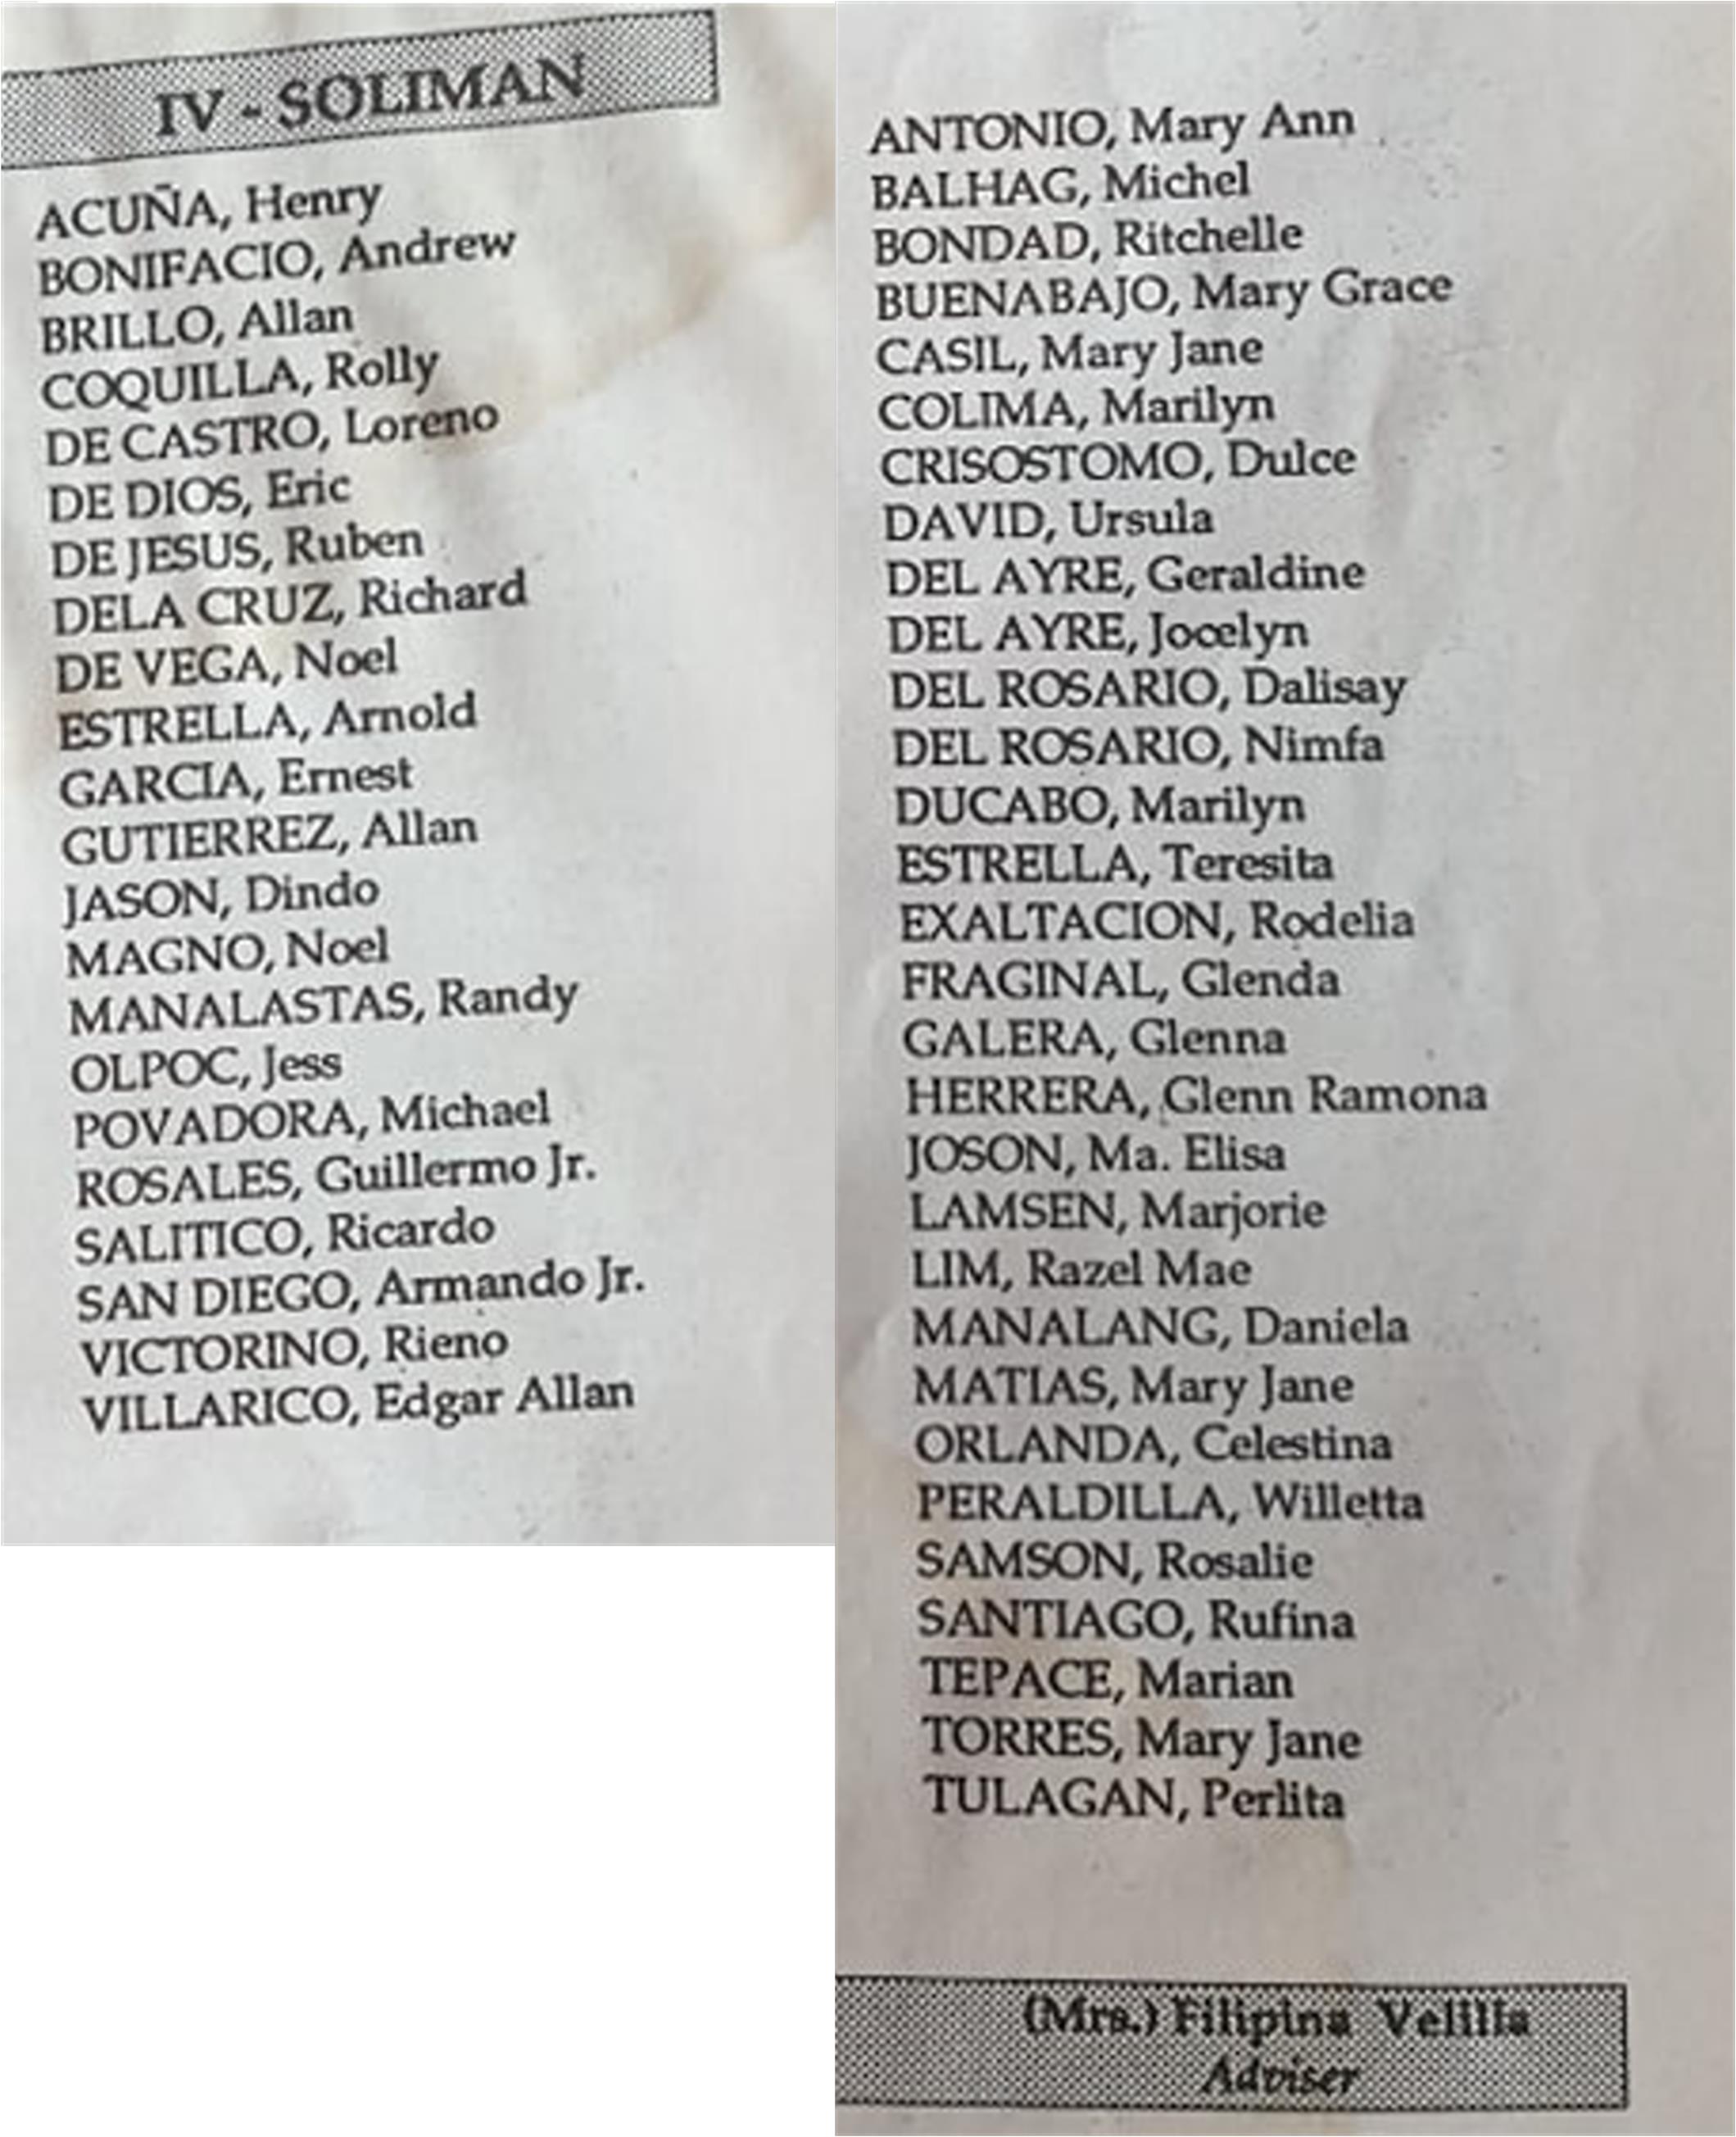 IV - SOLIMAN
ACUÑA, Henry
BONIFACIO, Andrew
BRILLO, Allan
COQUILLA, Rolly
DE CASTRO, Loreno
DE DIOS, Eric
DE JESUS, Ruben
DELA CRUZ, Richard
DE VEGA, Noel
ESTRELLA, Arnold
GARCIA, Ernest
GUTIERREZ, Allan
JASON, Dindo
MAGNO, Noel
MANALASTAS, Randy
OLPOC, Jess
POVADORA, Michael
ROSALES, Guillermo Jr.
SALITICO, Ricardo
SAN DIEGO, Armando Jr.
VICTORINO, Rieno
VILLARICO, Edgar Allan
ANTONIO, Mary Ann
BALHAG, Michel
BONDAD, Ritchelle
BUENABAJO, Mary Grace
CASIL, Mary Jane
COLIMA, Marilyn
CRISOSTOMO, Dulce
DAVID, Ursula
DEL AYRE, Geraldine
DEL AYRE, Jocelyn
DEL ROSARIO, Dalisay
DEL ROSARIO, Nimfa
DUCABO, Marilyn
ESTRELLA, Teresita
EXALTACION, Rodelia
FRAGINAL, Glenda
GALERA, Glenna
HERRERA, Glenn Ramona
JOSON, Ma. Elisa
LAMSEN, Marjorie
LIM, Razel Mae
MANALANG, Daniela
MATIAS, Mary Jane
ORLANDA, Celestina
PERALDILLA, Willetta
SAMSON, Rosalie
SANTIAGO, Rufina
TEPACE, Marian
TORRES, Mary Jane
TULAGAN, Perlita
(Mrs.) Filipina Velilla
Adviser